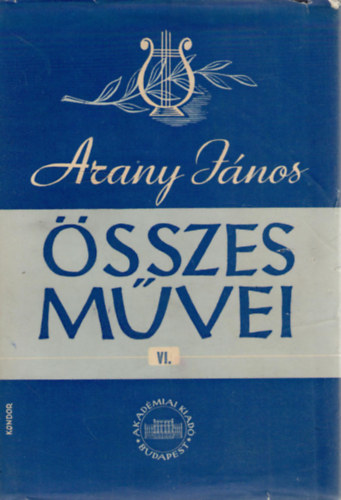 Arany János
ÖSSZES
MŰVEI
VI.
KONDOR
AKADÉMIAI KIADÓ
BUDAPEST